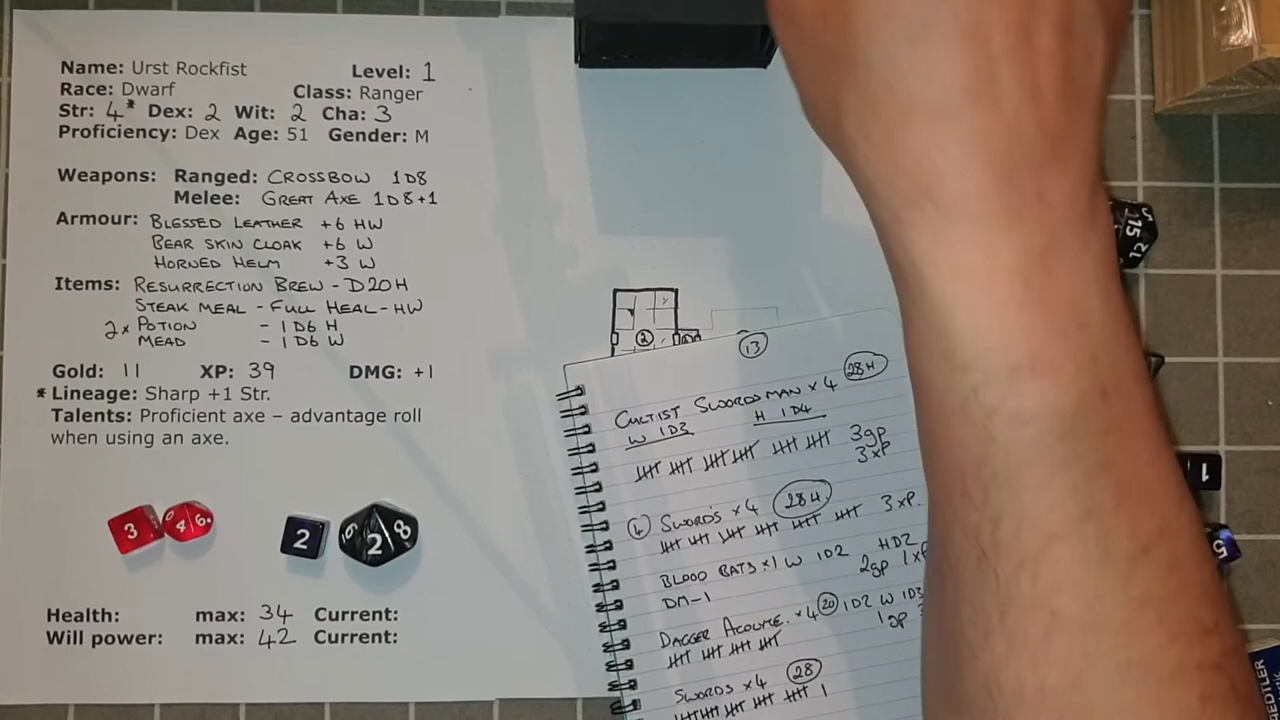 Name: Urst Rockfist Level: 1
Race: Dwarf Class: Ranger
Str: 4* Dex: 2 Wit: 2 Cha: 3
Proficiency: Dex Age: 51 Gender: M
Weapons: Ranged: CROSSBOW 1D8
Melee: GREAT AXE 1D8+1
Armour: BLESSED LEATHER +6 HW
BEAR SKIN CLOAK +6 W
HORNED HELM +3 W
Items: RESURRECTION BREW - D20H
STEAK MEAL - FULL HEAL - HW
2x POTION - 1D6 H
MEAD - 1D6 W
Gold: 11 XP: 39 DMG: +1
* Lineage: Sharp +1 Str.
Talents: Proficient axe – advantage roll
when using an axe.
3 4 6. 2 6 2 8
Health: max: 34 Current:
Will power: max: 42 Current:
2
13
CULTIST SWORDSMAN x 4 28H
W 1D3 H 1D4
3gp
3xP
4 SWORDS x 4 28H
3 xP.
BLOOD BATS x1 W 1D2 HD2
DM-1 2gp 1xP
DAGGER ACOLYTE. x4 20 1D2 W 1D3
1gp
SWORDS x 4 28
15 12
1
5